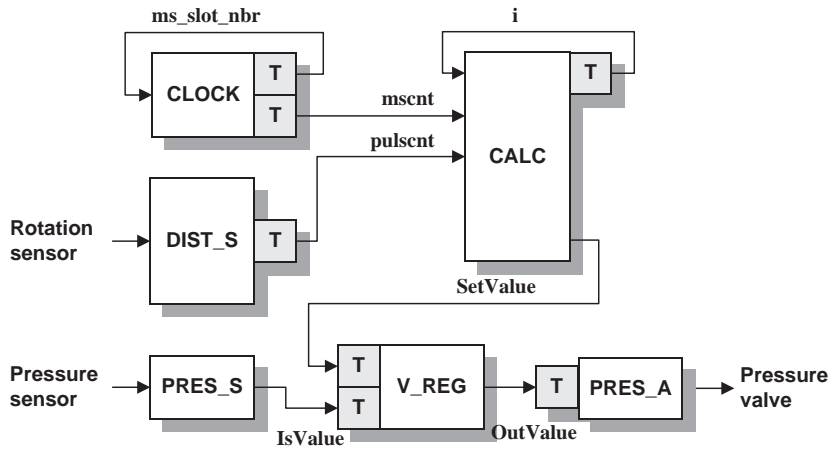 ms_slot_nbr
i
T
CLOCK
T
T
mscnt
pulscnt
CALC
Rotation
sensor
DIST_S
T
SetValue
Pressure
sensor
PRES_S
T
T
V_REG
IsValue
T
PRES_A
OutValue
Pressure
valve